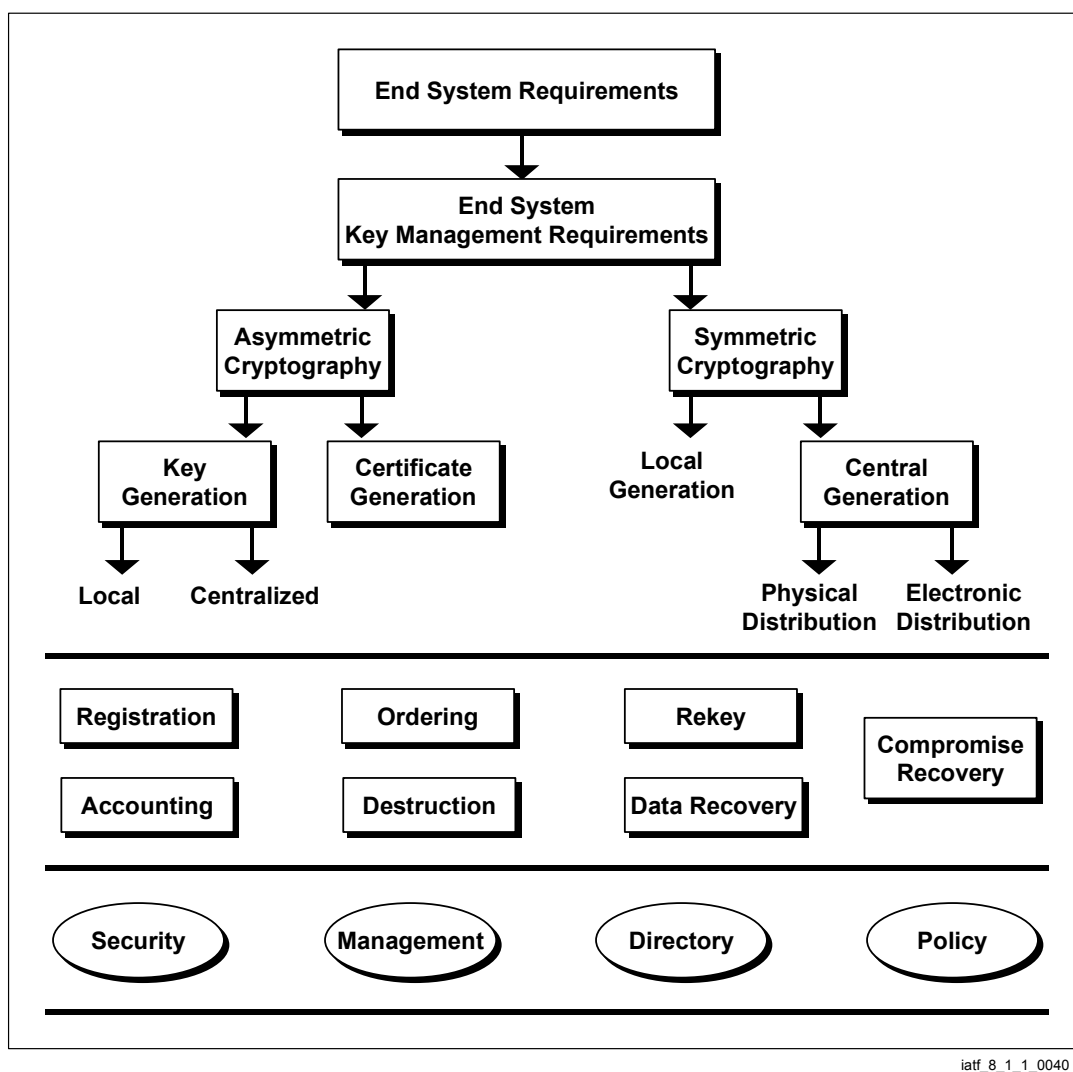 End System Requirements
End System
Key Management Requirements
Asymmetric
Cryptography
Symmetric
Cryptography
Key
Generation
Certificate
Generation
Local
Generation
Central
Generation
Local
Centralized
Physical
Distribution
Electronic
Distribution
Registration
Ordering
Rekey
Compromise
Recovery
Accounting
Destruction
Data Recovery
Security
Management
Directory
Policy
iatf_8_1_1_0040